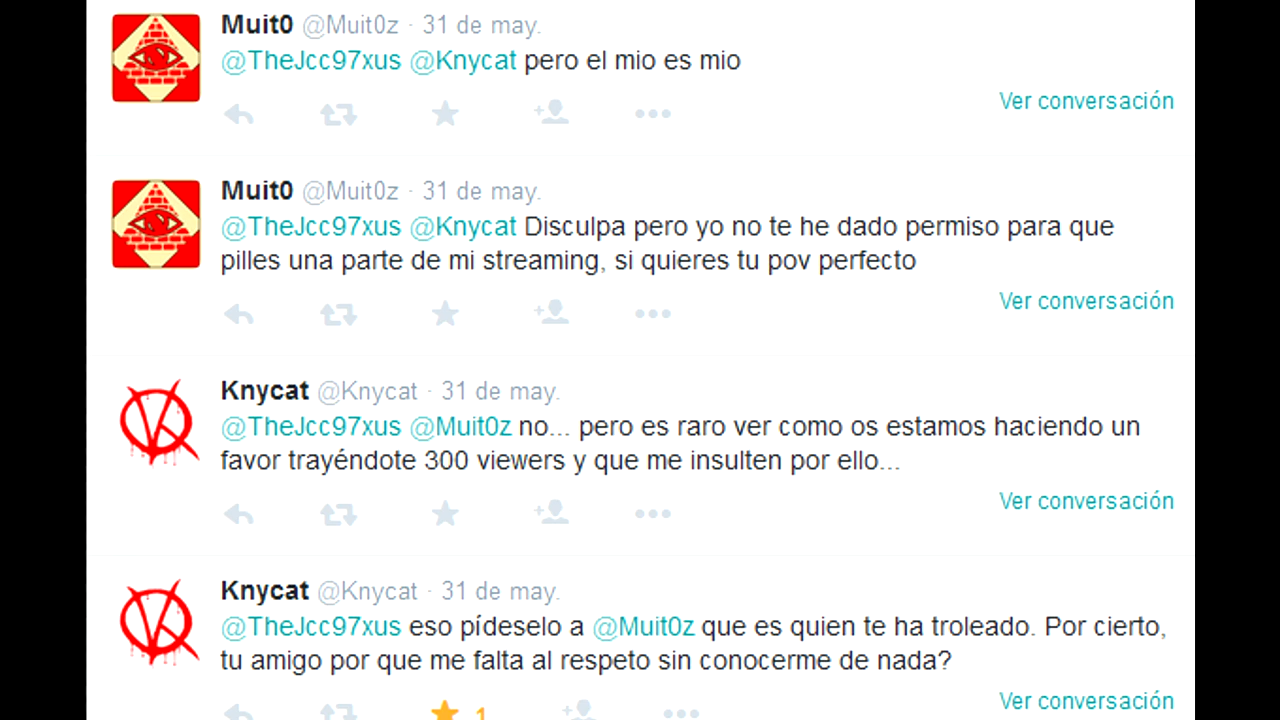 Muit0 @Muit0z · 31 de may.
@TheJcc97xus @Knycat pero el mio es mio
Ver conversación
Muit0 @Muit0z · 31 de may.
@TheJcc97xus @Knycat Disculpa pero yo no te he dado permiso para que
pilles una parte de mi streaming, si quieres tu pov perfecto
Ver conversación
Knycat @Knycat · 31 de may.
@TheJcc97xus @Muit0z no... pero es raro ver como os estamos haciendo un
favor trayéndote 300 viewers y que me insulten por ello...
Ver conversación
Knycat @Knycat · 31 de may.
@TheJcc97xus eso pídeselo a @Muit0z que es quien te ha troleado. Por cierto,
tu amigo por que me falta al respeto sin conocerme de nada?
Ver conversación
1